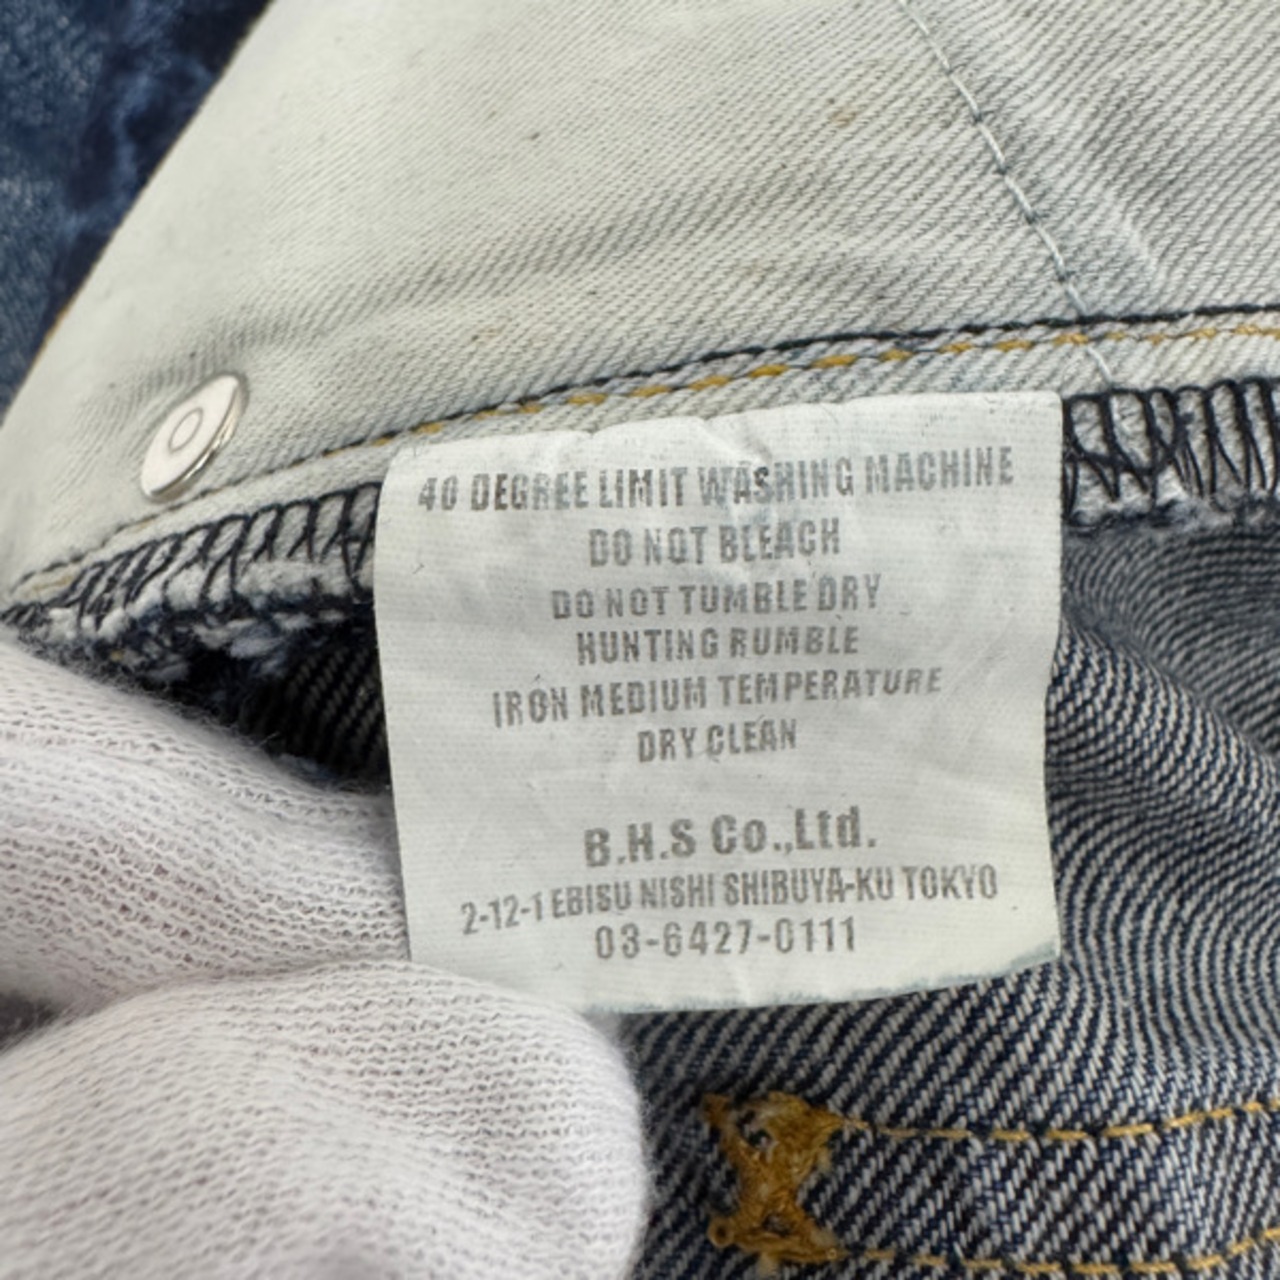 40 DEGREE LIMIT WASHING MACHINE
DO NOT BLEACH
DO NOT TUMBLE DRY
HUNTING RUMBLE
IRON MEDIUM TEMPERATURE
DRY CLEAN
B.H.S Co.,Ltd.
2-12-1 EBISU NISHI SHIBUYA-KU TOKYO
03-6427-0111